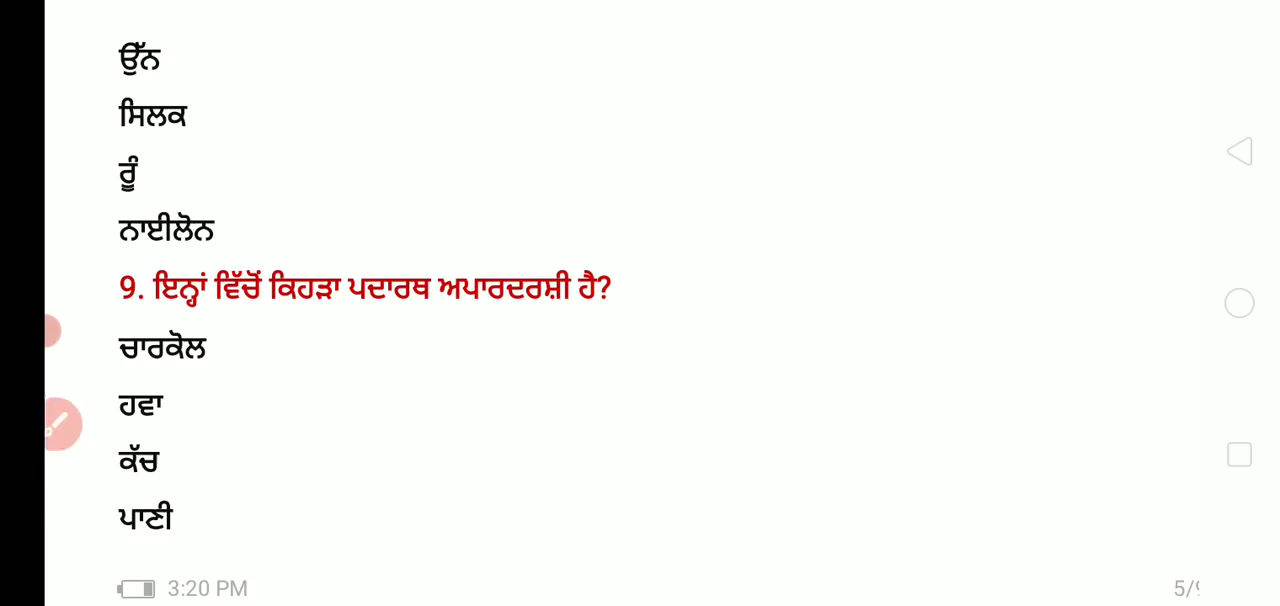 ਉੱਨ
ਸਿਲਕ
ਰੂੰ
ਨਾਈਲੋਨ
9. ਇਨ੍ਹਾਂ ਵਿੱਚੋਂ ਕਿਹੜਾ ਪਦਾਰਥ ਅਪਾਰਦਰਸ਼ੀ ਹੈ?
ਚਾਰਕੋਲ
ਹਵਾ
ਕੱਚ
ਪਾਣੀ
3:20 PM